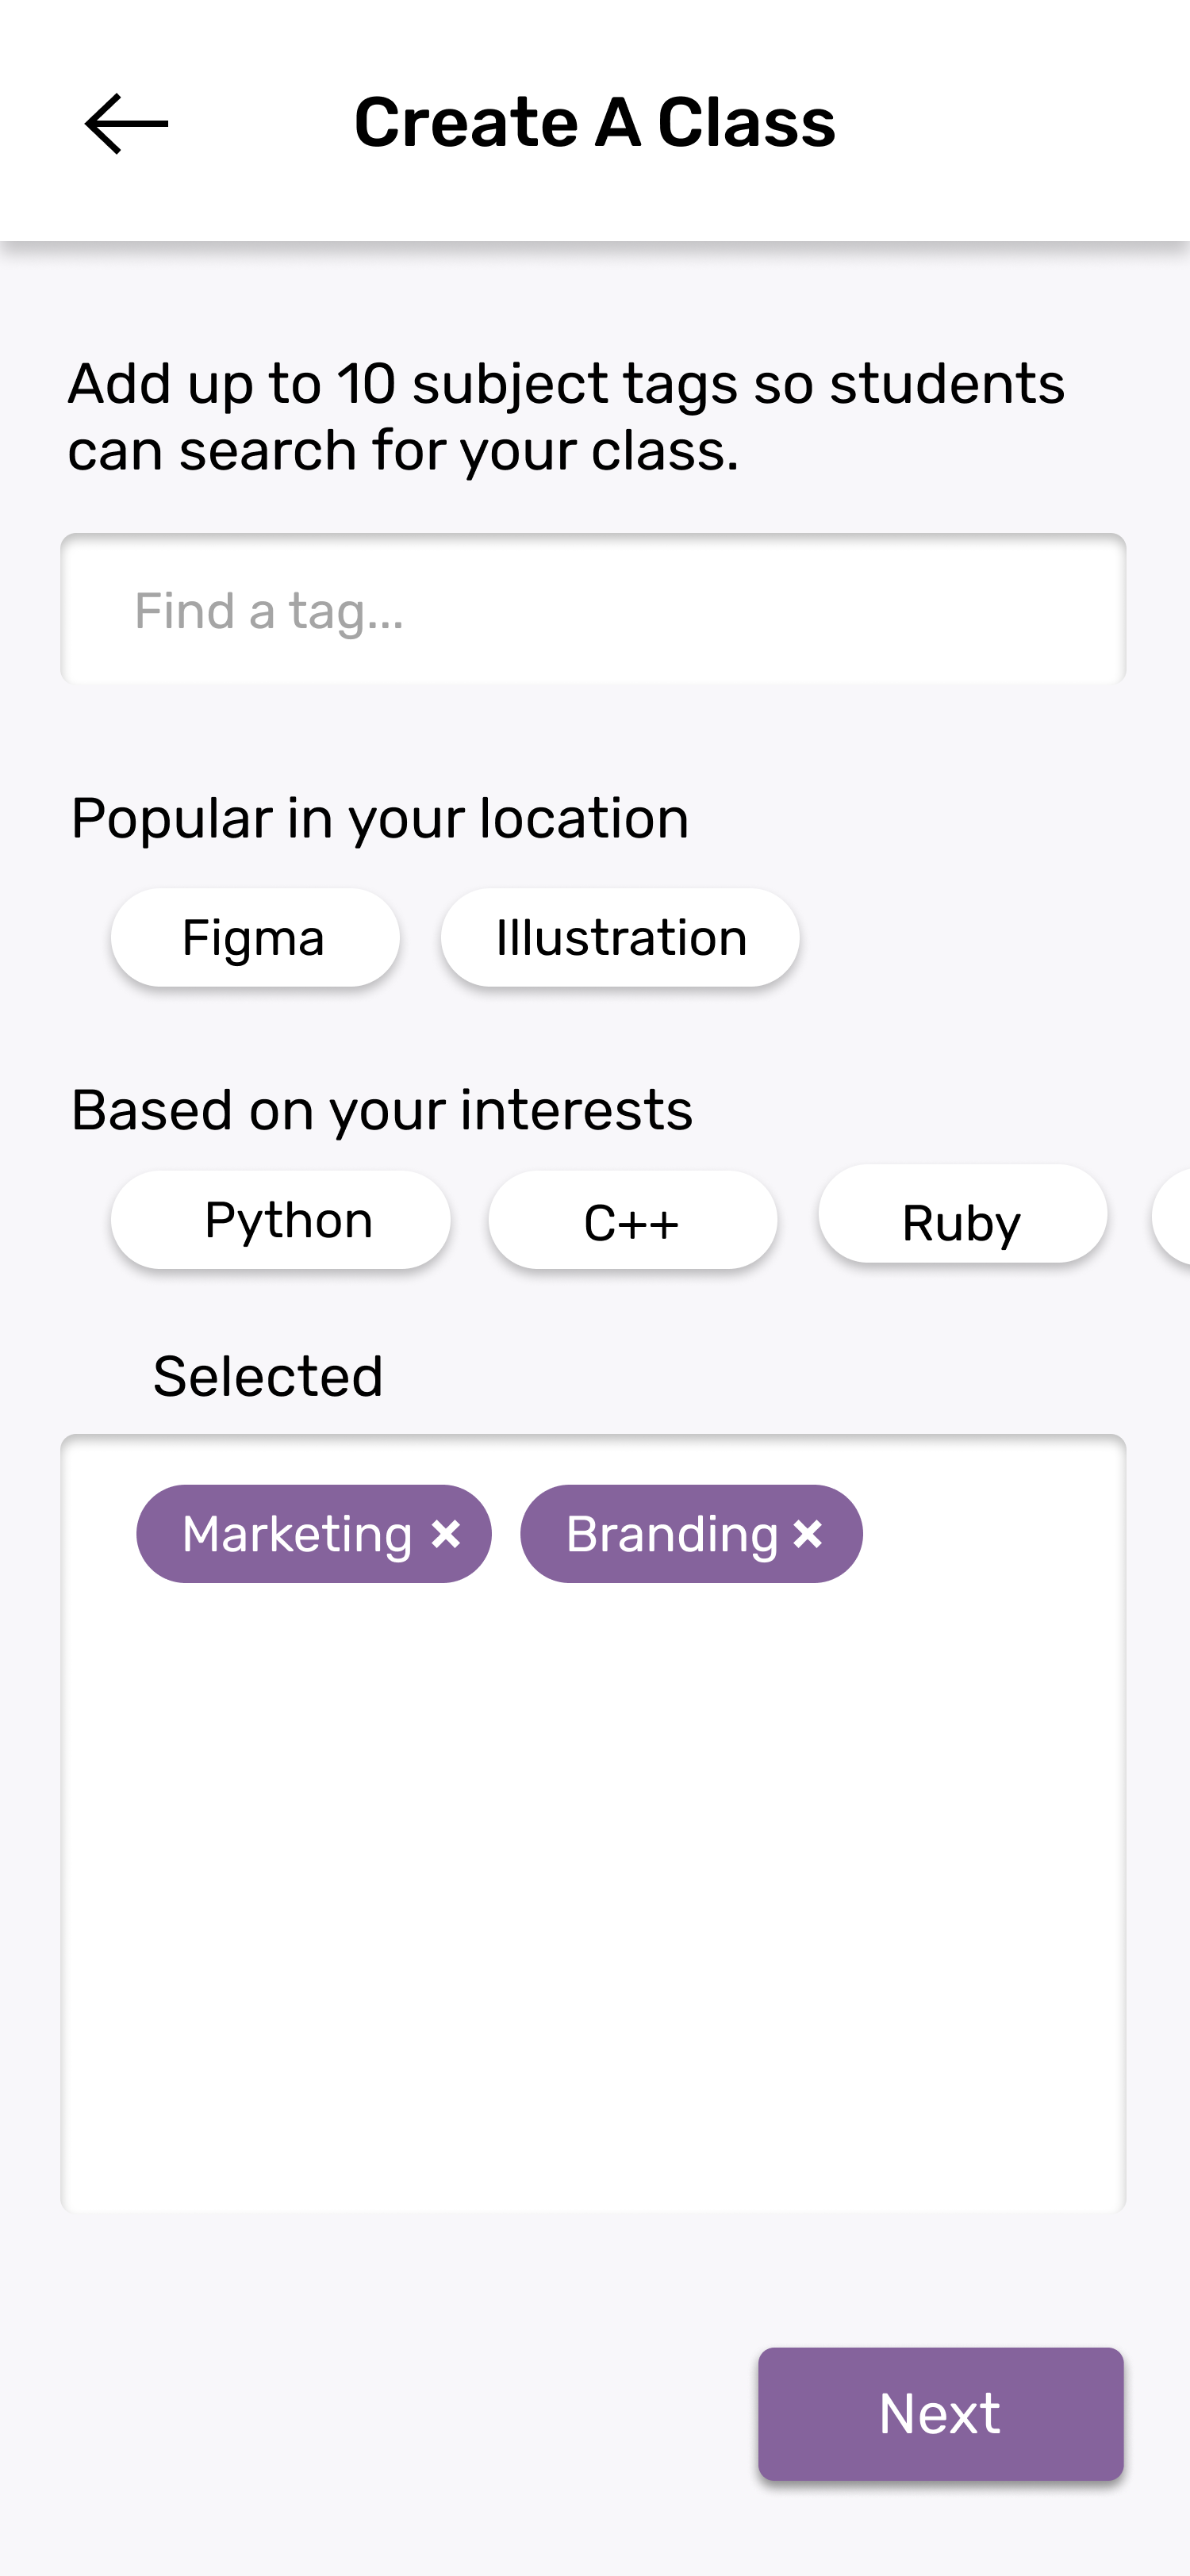 Create A Class
Add up to 10 subject tags so students
can search for your class.
Find a tag...
Popular in your location
Figma Illustration
Based on your interests
Python C++ Ruby
Selected
Marketing × Branding ×
Next